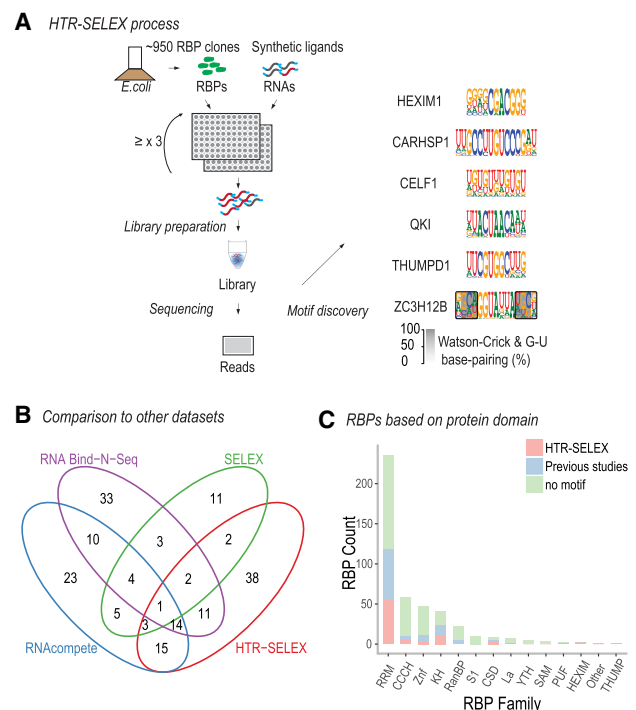 A HTR-SELEX process
~950 RBP clones
Synthetic ligands
E.coli
RBPs
RNAs
≥ x 3
Library preparation
Library
Sequencing
Motif discovery
Reads
HEXIM1
CARHSP1
CELF1
QKI
THUMPD1
ZC3H12B
100
50
0
Watson-Crick & G-U
base-pairing (%)
B Comparison to other datasets
RNA Bind−N−Seq
SELEX
33
11
10
3
2
23
4
2
38
5
1
11
3
14
15
RNAcompete
HTR−SELEX
C RBPs based on protein domain
HTR-SELEX
Previous studies
no motif
RBP Count
200
150
100
50
0
RRM
CCCH
Znf
KH
RanBP
S1
CSD
La
YTH
SAM
PUF
HEXIM
Other
THUMP
RBP Family